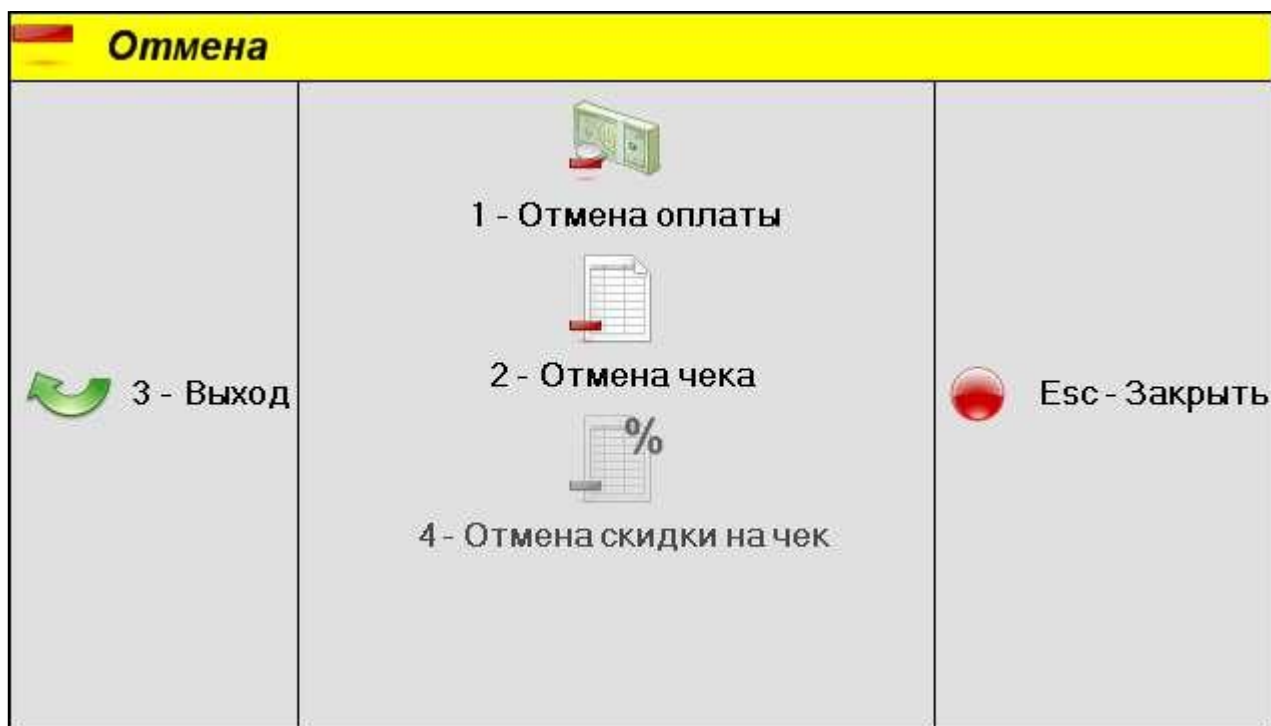 Отмена
1 - Отмена оплаты
2 - Отмена чека
3 - Выход
Esc - Закрыть
%
4 - Отмена скидки на чек